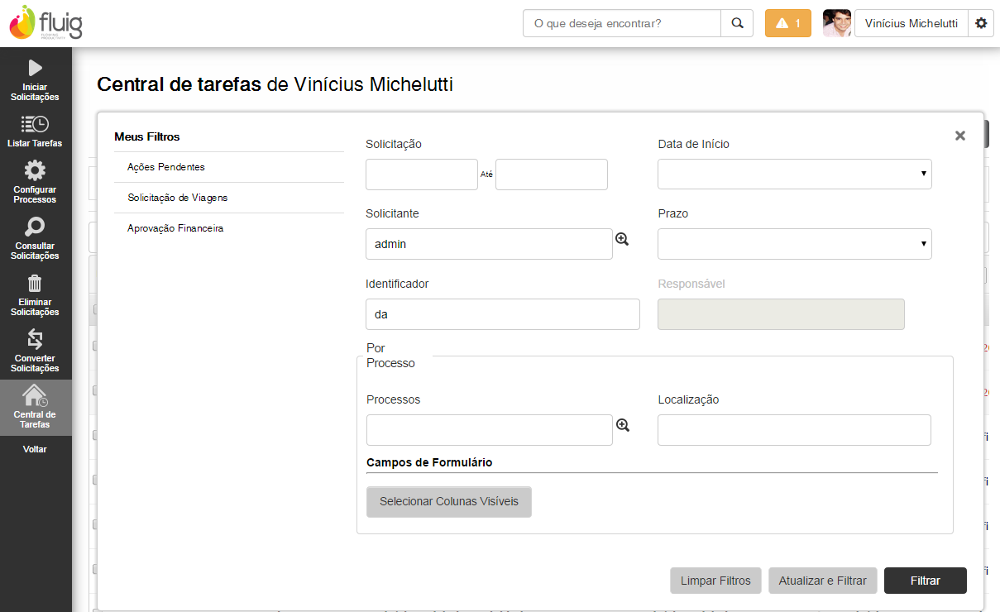 fluig
O que deseja encontrar?
1
Vinícius Michelutti
Iniciar
Solicitações
Listar Tarefas
Configurar
Processos
Consultar
Solicitações
Eliminar
Solicitações
Converter
Solicitações
Central de
Tarefas
Voltar
Central de tarefas de Vinícius Michelutti
Meus Filtros
Ações Pendentes
Solicitação de Viagens
Aprovação Financeira
Solicitação
Até
Data de Início
Solicitante
admin
Prazo
Identificador
da
Responsável
Por
Processo
Processos
Localização
Campos de Formulário
Selecionar Colunas Visíveis
Limpar Filtros
Atualizar e Filtrar
Filtrar